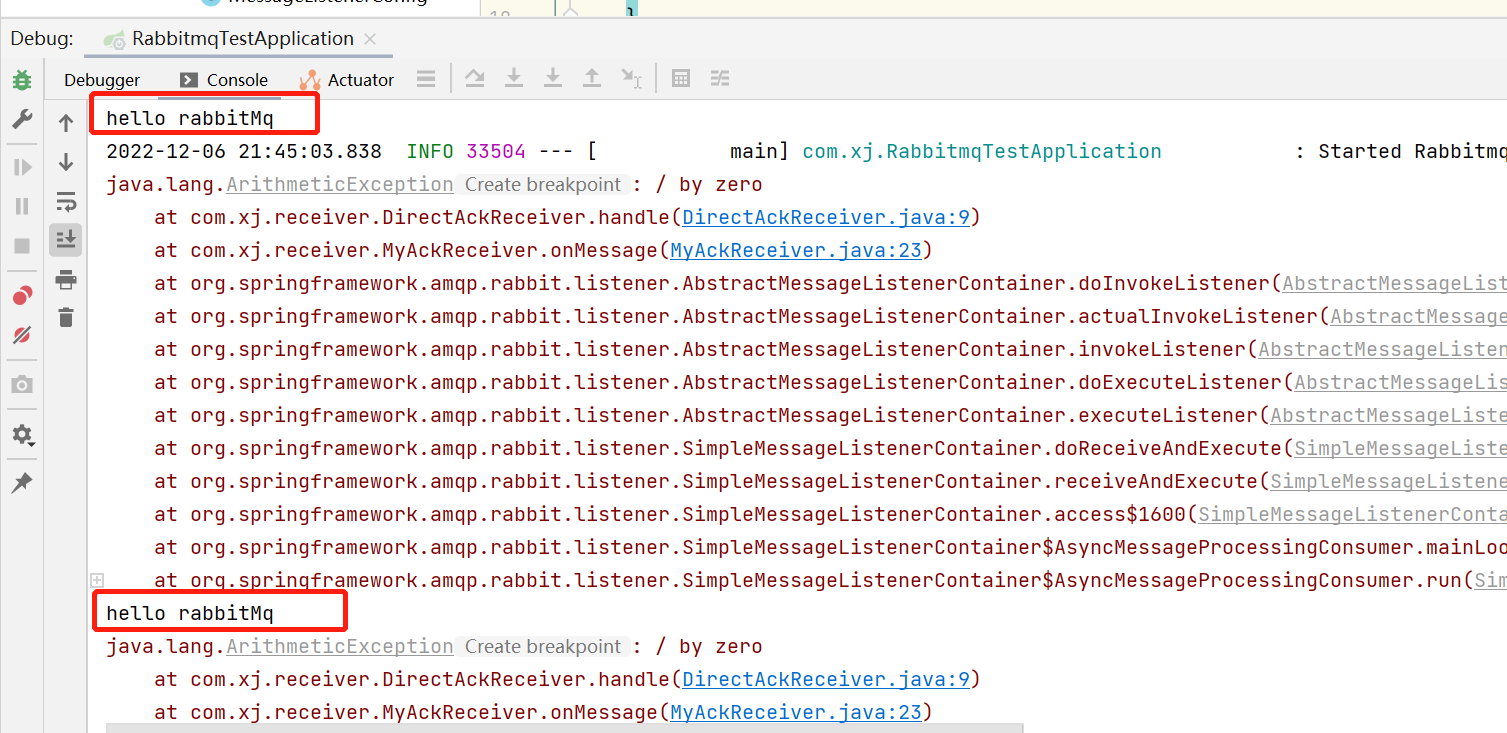 MessageListenerConfig
Debug: RabbitmqTestApplication
Debugger Console Actuator
hello rabbitMq
2022-12-06 21:45:03.838 INFO 33504 --- [ main] com.xj.RabbitmqTestApplication : Started Rabbitmq
java.lang.ArithmeticException Create breakpoint : / by zero
at com.xj.receiver.DirectAckReceiver.handle(DirectAckReceiver.java:9)
at com.xj.receiver.MyAckReceiver.onMessage(MyAckReceiver.java:23)
at org.springframework.amqp.rabbit.listener.AbstractMessageListenerContainer.doInvokeListener(AbstractMessageList
at org.springframework.amqp.rabbit.listener.AbstractMessageListenerContainer.actualInvokeListener(AbstractMessage
at org.springframework.amqp.rabbit.listener.AbstractMessageListenerContainer.invokeListener(AbstractMessageListen
at org.springframework.amqp.rabbit.listener.AbstractMessageListenerContainer.doExecuteListener(AbstractMessageLis
at org.springframework.amqp.rabbit.listener.AbstractMessageListenerContainer.executeListener(AbstractMessageListe
at org.springframework.amqp.rabbit.listener.SimpleMessageListenerContainer.doReceiveAndExecute(SimpleMessageListe
at org.springframework.amqp.rabbit.listener.SimpleMessageListenerContainer.receiveAndExecute(SimpleMessageListene
at org.springframework.amqp.rabbit.listener.SimpleMessageListenerContainer.access$1600(SimpleMessageListenerConta
at org.springframework.amqp.rabbit.listener.SimpleMessageListenerContainer$AsyncMessageProcessingConsumer.mainLoo
at org.springframework.amqp.rabbit.listener.SimpleMessageListenerContainer$AsyncMessageProcessingConsumer.run(Sim
hello rabbitMq
java.lang.ArithmeticException Create breakpoint : / by zero
at com.xj.receiver.DirectAckReceiver.handle(DirectAckReceiver.java:9)
at com.xj.receiver.MyAckReceiver.onMessage(MyAckReceiver.java:23)